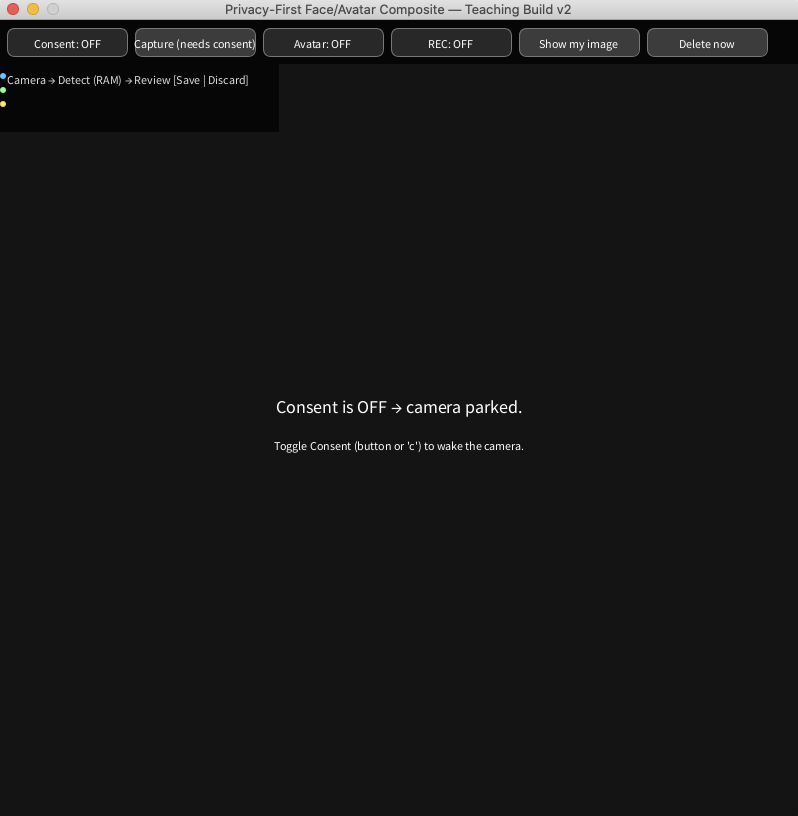 Privacy-First Face/Avatar Composite — Teaching Build v2
Consent: OFF
Capture (needs consent)
Avatar: OFF
REC: OFF
Show my image
Delete now
Camera → Detect (RAM) → Review [Save | Discard]
Consent is OFF → camera parked.
Toggle Consent (button or 'c') to wake the camera.